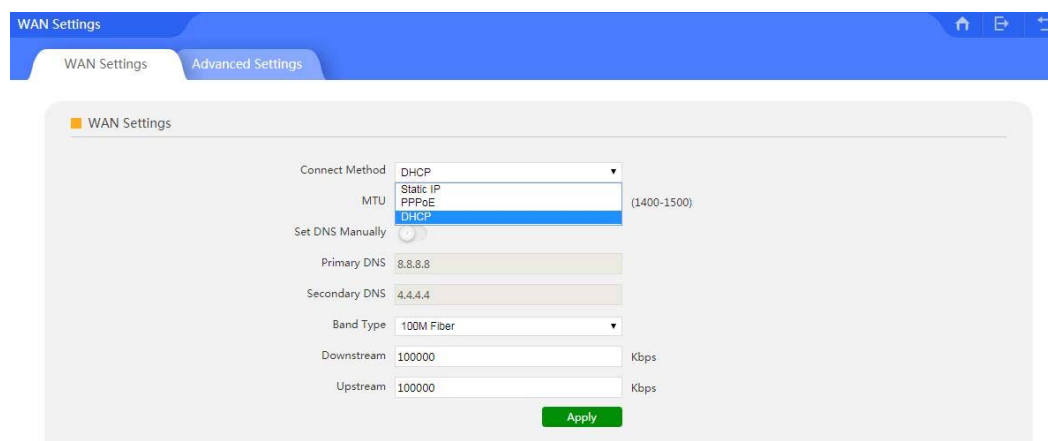 WAN Settings
WAN Settings Advanced Settings
WAN Settings
Connect Method DHCP
Static IP
MTU PPPoE (1400-1500)
DHCP
Set DNS Manually
Primary DNS 8.8.8.8
Secondary DNS 4.4.4.4
Band Type 100M Fiber
Downstream 100000 Kbps
Upstream 100000 Kbps
Apply